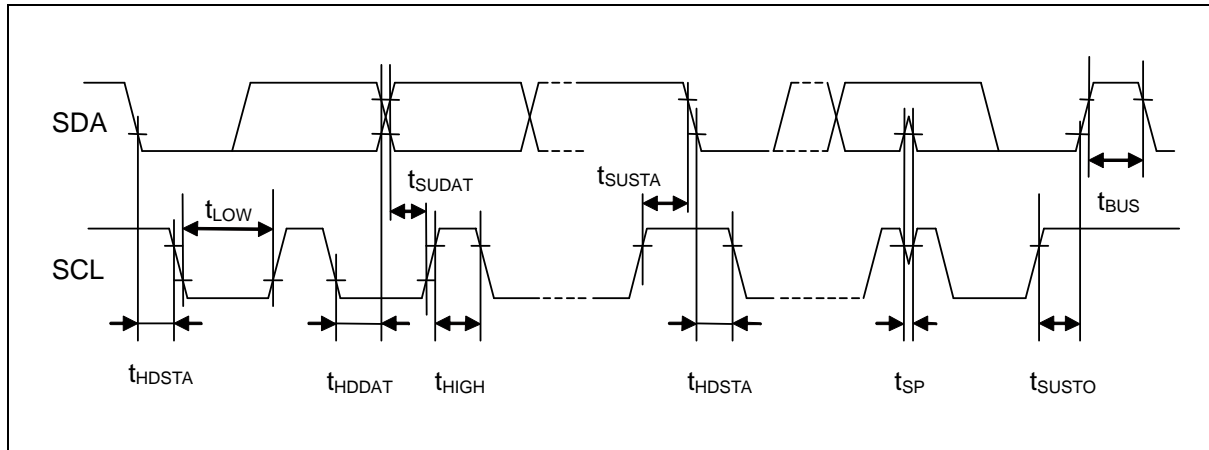 SDA
tSUDAT
tSUSTA
tBUS
tLOW
SCL
tHDSTA
tHDDAT
tHIGH
tHDSTA
tSP
tSUSTO